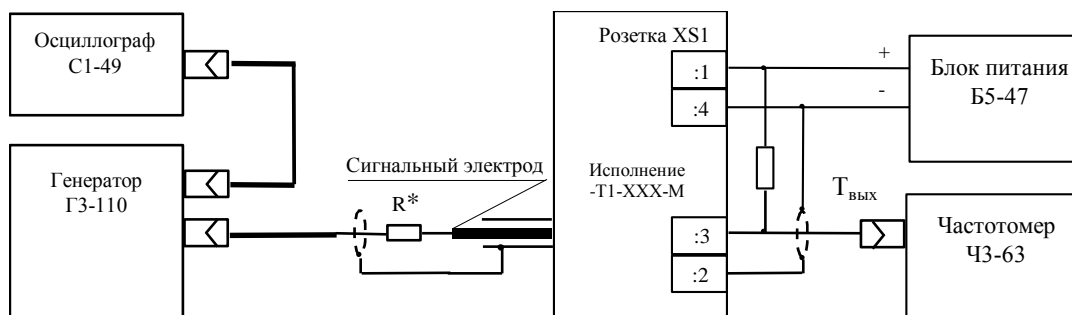 Осциллограф
С1-49
Генератор
Г3-110
Сигнальный электрод
R*
Розетка XS1
:1
:4
Исполнение
-Т1-ХХХ-М
:3
:2
+
-
Блок питания
Б5-47
Tвых
Частотомер
Ч3-63